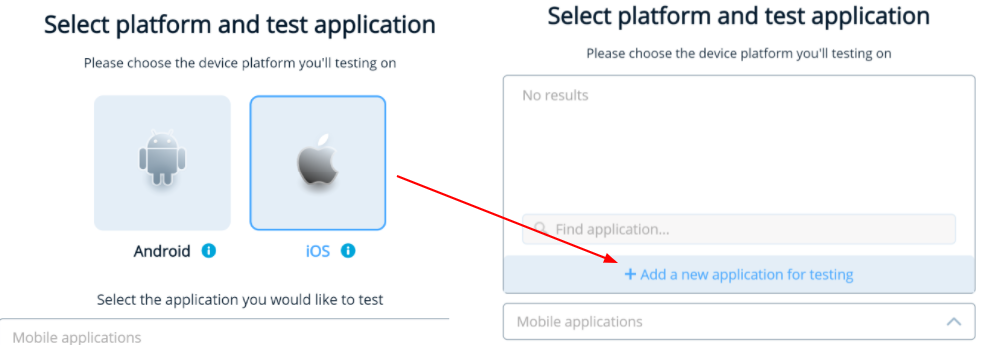 Select platform and test application
Please choose the device platform you'll testing on
Android
iOS
Select the application you would like to test
Mobile applications
Select platform and test application
Please choose the device platform you'll testing on
No results
Find application...
+ Add a new application for testing
Mobile applications